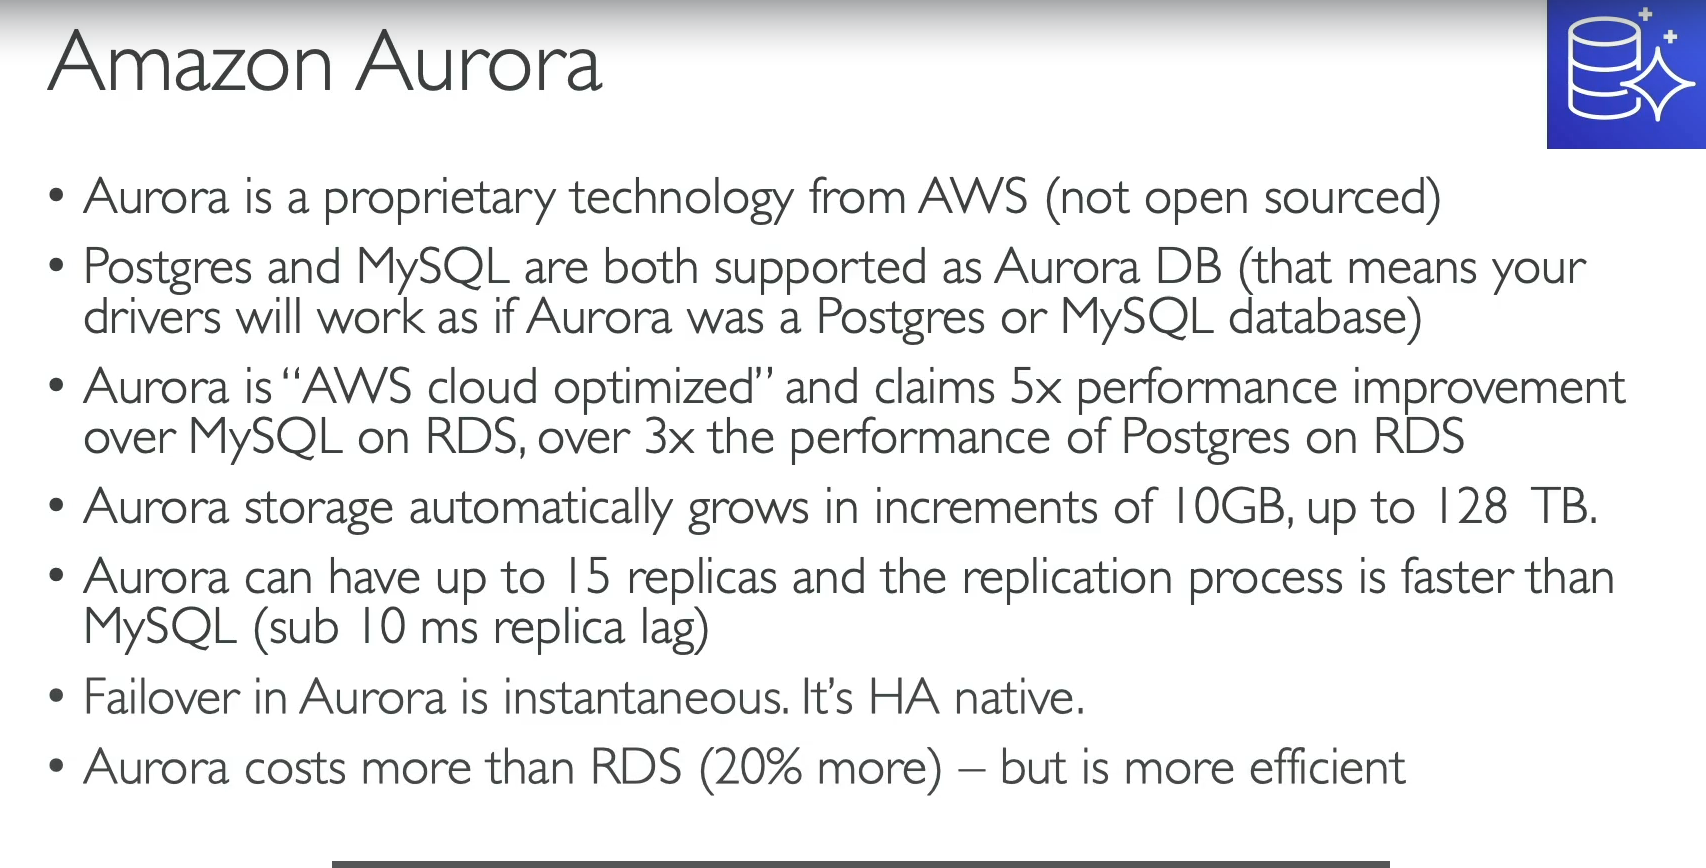 Amazon Aurora
• Aurora is a proprietary technology from AWS (not open sourced)
• Postgres and MySQL are both supported as Aurora DB (that means your
drivers will work as if Aurora was a Postgres or MySQL database)
• Aurora is “AWS cloud optimized” and claims 5x performance improvement
over MySQL on RDS, over 3x the performance of Postgres on RDS
• Aurora storage automatically grows in increments of 10GB, up to 128 TB.
• Aurora can have up to 15 replicas and the replication process is faster than
MySQL (sub 10 ms replica lag)
• Failover in Aurora is instantaneous. It’s HA native.
• Aurora costs more than RDS (20% more) – but is more efficient